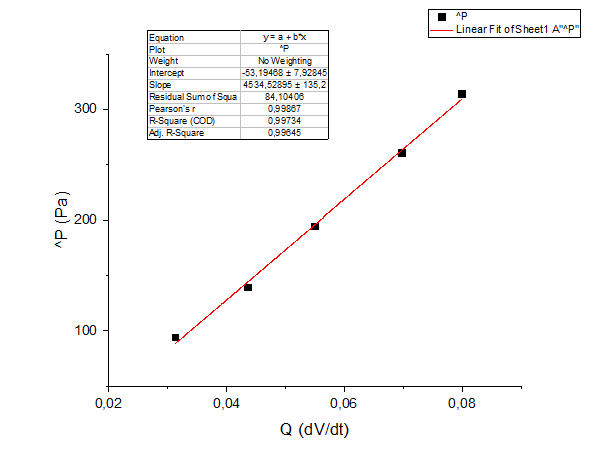 ^P
Linear Fit of Sheet1 A"^P"
Equation y = a + b*x
Plot ^P
Weight No Weighting
Intercept -53,19468 ± 7,92845
Slope 4534,52895 ± 135,2
Residual Sum of Squa 84,10406
Pearson's r 0,99867
R-Square (COD) 0,99734
Adj. R-Square 0,99645
300
200
100
^P (Pa)
0,02 0,04 0,06 0,08
Q (dV/dt)